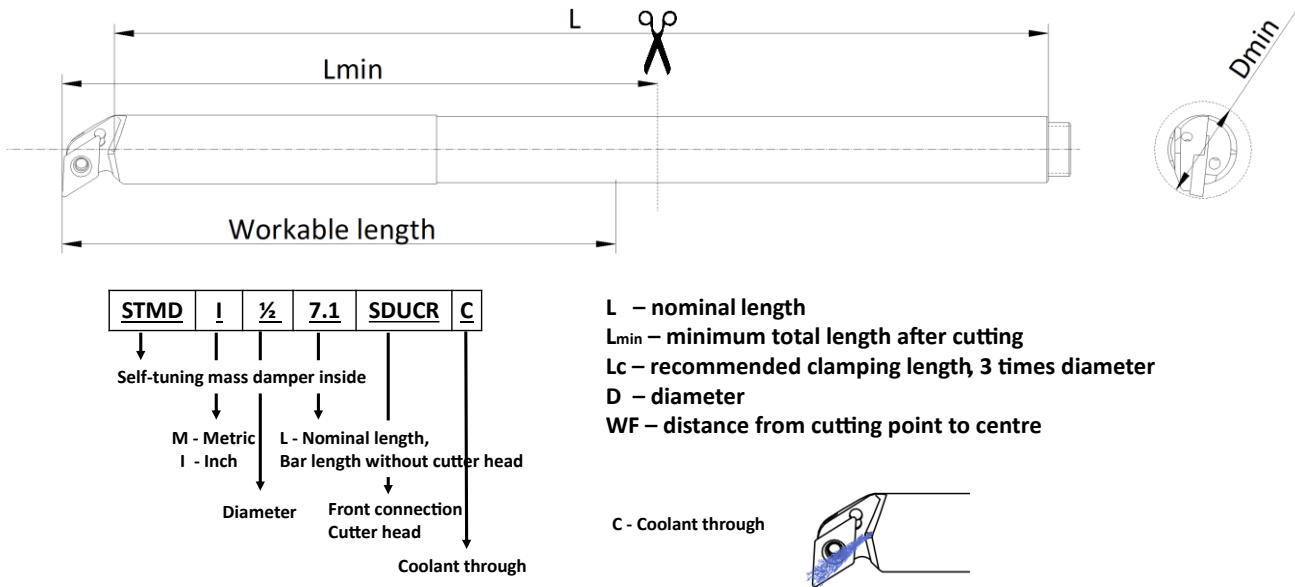 L
Lmin
Dmin
Workable length
STMD I ½ 7.1 SDUCR C
Self-tuning mass damper inside
M - Metric
I - Inch
L - Nominal length,
Bar length without cutter head
Diameter
Front connection
Cutter head
Coolant through
L – nominal length
Lmin – minimum total length after cutting
Lc – recommended clamping length, 3 times diameter
D – diameter
WF – distance from cutting point to centre
C - Coolant through